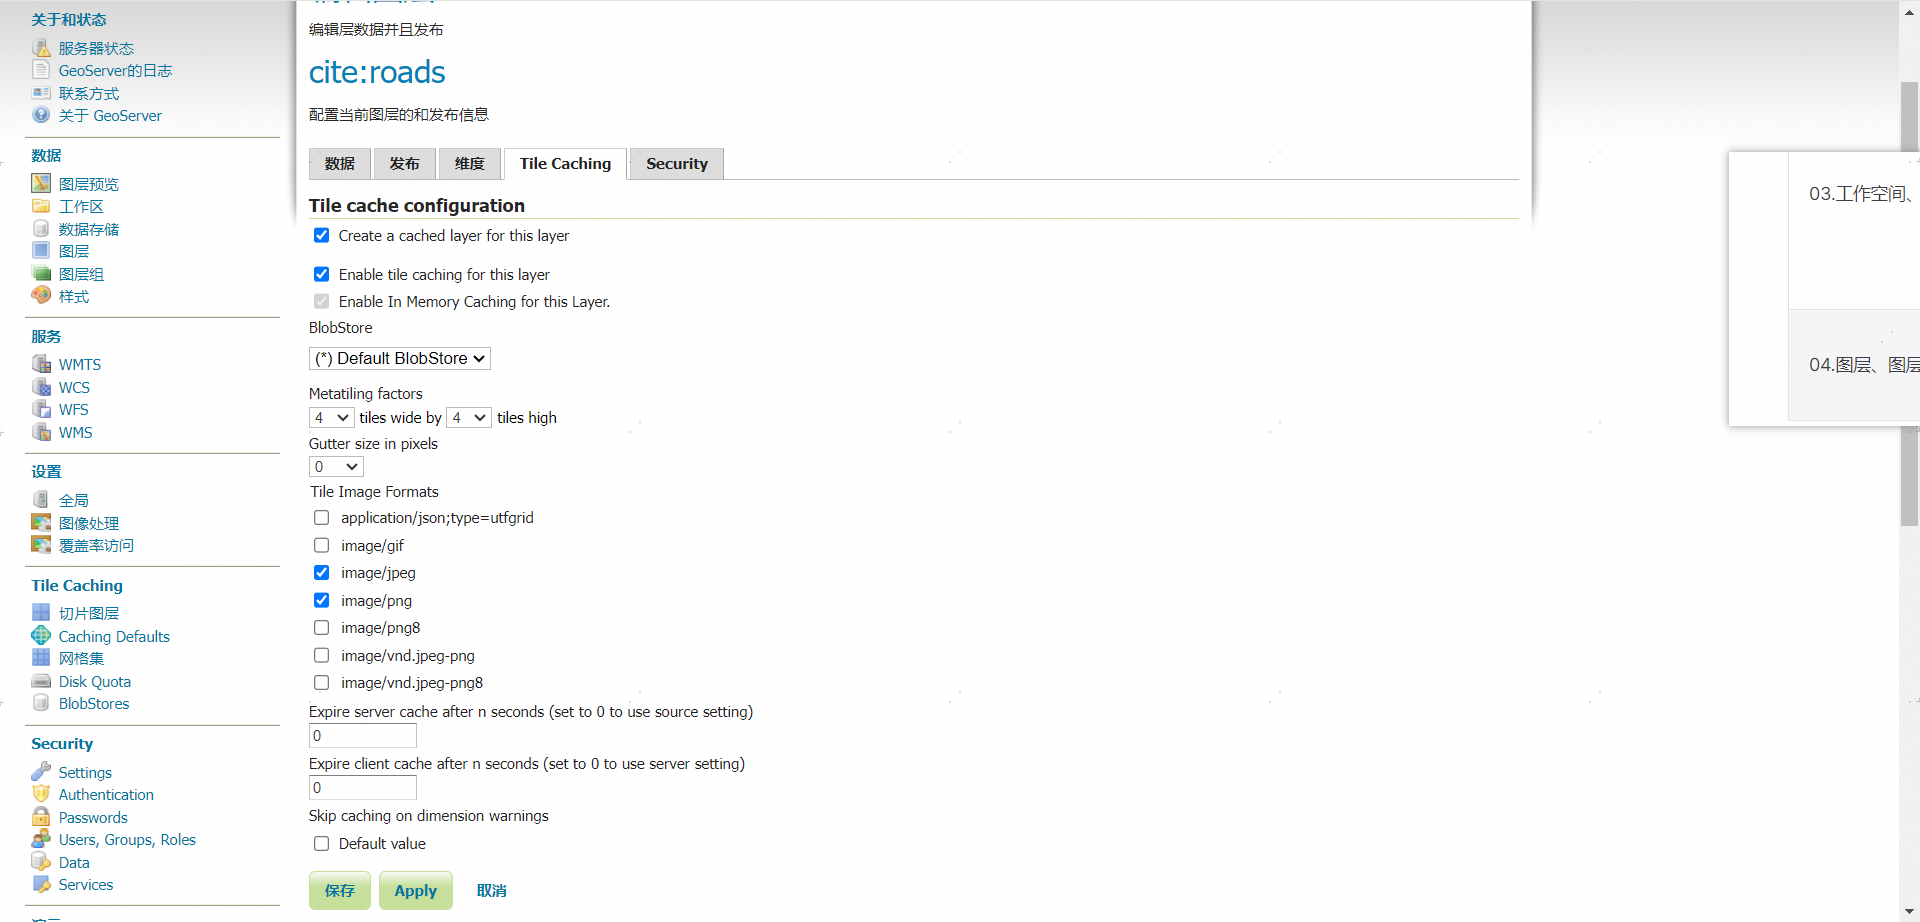 关于和状态
服务器状态
GeoServer的日志
联系方式
关于 GeoServer
数据
图层预览
工作区
数据存储
图层
图层组
样式
服务
WMTS
WCS
WFS
WMS
设置
全局
图像处理
覆盖率访问
Tile Caching
切片图层
Caching Defaults
网格集
Disk Quota
BlobStores
Security
Settings
Authentication
Passwords
Users, Groups, Roles
Data
Services
编辑层数据并且发布
cite:roads
配置当前图层的和发布信息
数据 发布 维度 Tile Caching Security
Tile cache configuration
Create a cached layer for this layer
Enable tile caching for this layer
Enable In Memory Caching for this Layer.
BlobStore
(*) Default BlobStore
Metatiling factors
4 tiles wide by 4 tiles high
Gutter size in pixels
0
Tile Image Formats
application/json;type=utfgrid
image/gif
image/jpeg
image/png
image/png8
image/vnd.jpeg-png
image/vnd.jpeg-png8
Expire server cache after n seconds (set to 0 to use source setting)
0
Expire client cache after n seconds (set to 0 to use server setting)
0
Skip caching on dimension warnings
Default value
保存 Apply 取消
03.工作空间、
04.图层、图层